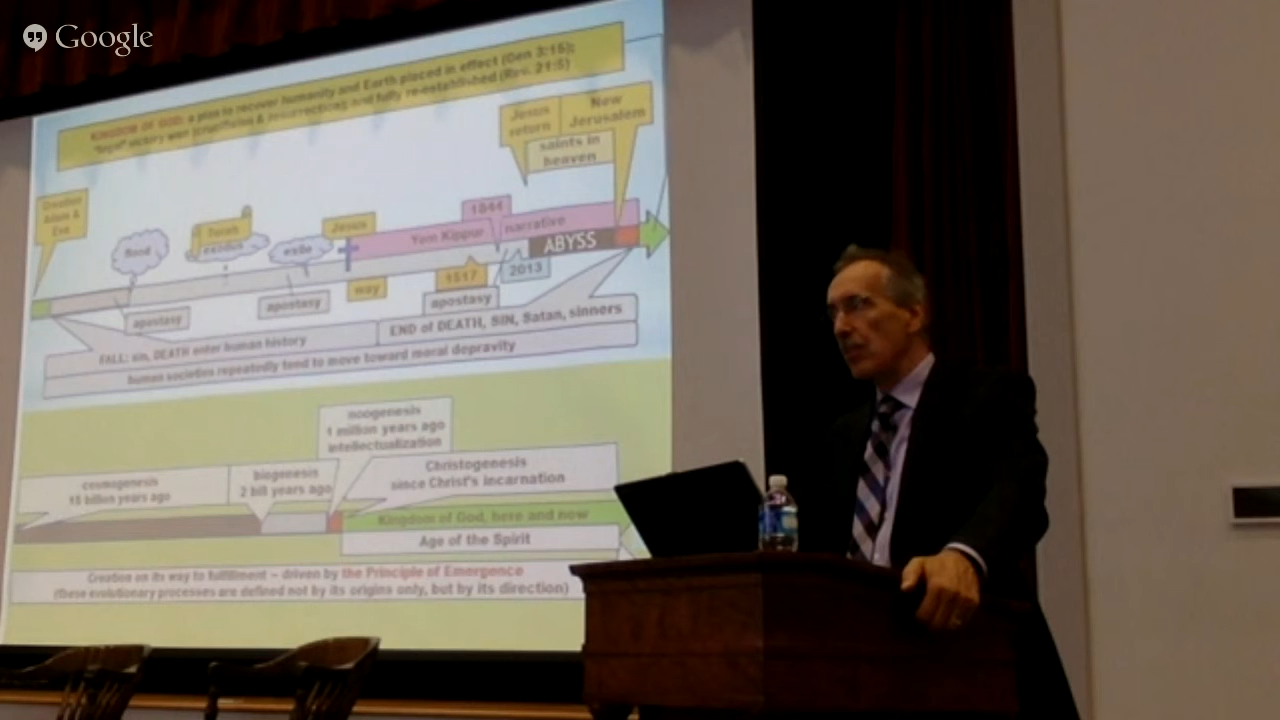 Google
KINGDOM OF GOD: a plan to recover humanity and Earth placed in effect (Gen 3:15);
"legal" victory won (crucifixion & resurrection); and fully re-established (Rev. 21:5)
Jesus
return
New
Jerusalem
saints in
heaven
Creation
Adam &
Eve
flood
Torah
exodus
exile
Jesus
1844
Yom Kippur narrative
ABYSS
way
1517
2013
apostasy
apostasy
apostasy
FALL: sin, DEATH enter human history
END of DEATH, SIN, Satan, sinners
human societies repeatedly tend to move toward moral depravity
noogenesis
1 million years ago
intellectualization
cosmogenesis
15 billion years ago
biogenesis
2 bill years ago
Christogenesis
since Christ's incarnation
Kingdom of God, here and now
Age of the Spirit
Creation on its way to fulfillment – driven by the Principle of Emergence
(these evolutionary processes are defined not by its origins only, but by its direction)